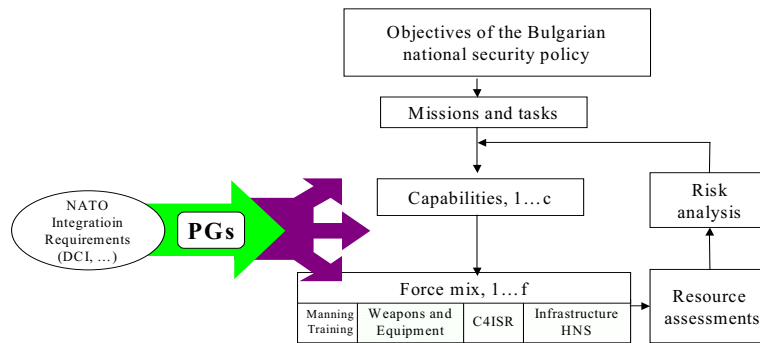 Objectives of the Bulgarian
national security policy
Missions and tasks
Capabilities, 1…c
Risk
analysis
NATO
Integratioin
Requirements
(DCI, …)
PGs
Force mix, 1…f
Manning
Training
Weapons and
Equipment
C4ISR
Infrastructure
HNS
Resource
assessments